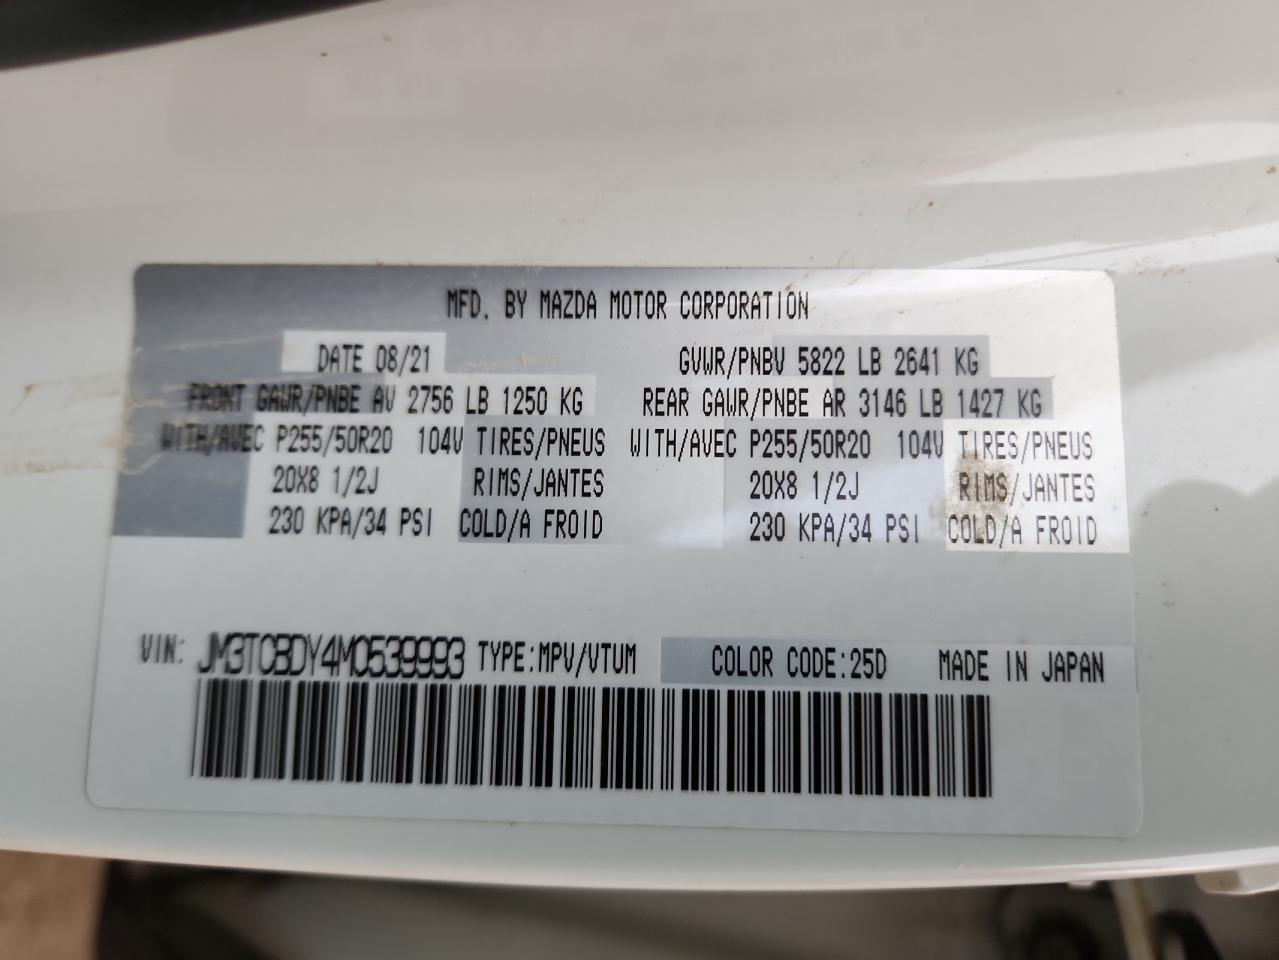 MFD. BY MAZDA MOTOR CORPORATION
DATE 08/21 GVWR/PNBV 5822 LB 2641 KG
FRONT GAWR/PNBE AV 2756 LB 1250 KG REAR GAWR/PNBE AR 3146 LB 1427 KG
WITH/AVEC P255/50R20 104V TIRES/PNEUS WITH/AVEC P255/50R20 104V TIRES/PNEUS
20X8 1/2J RIMS/JANTES 20X8 1/2J RIMS/JANTES
230 KPA/34 PSI COLD/A FROID 230 KPA/34 PSI COLD/A FROID
VIN: JM3TCBDY4M0539993 TYPE:MPV/VTUM COLOR CODE:25D MADE IN JAPAN